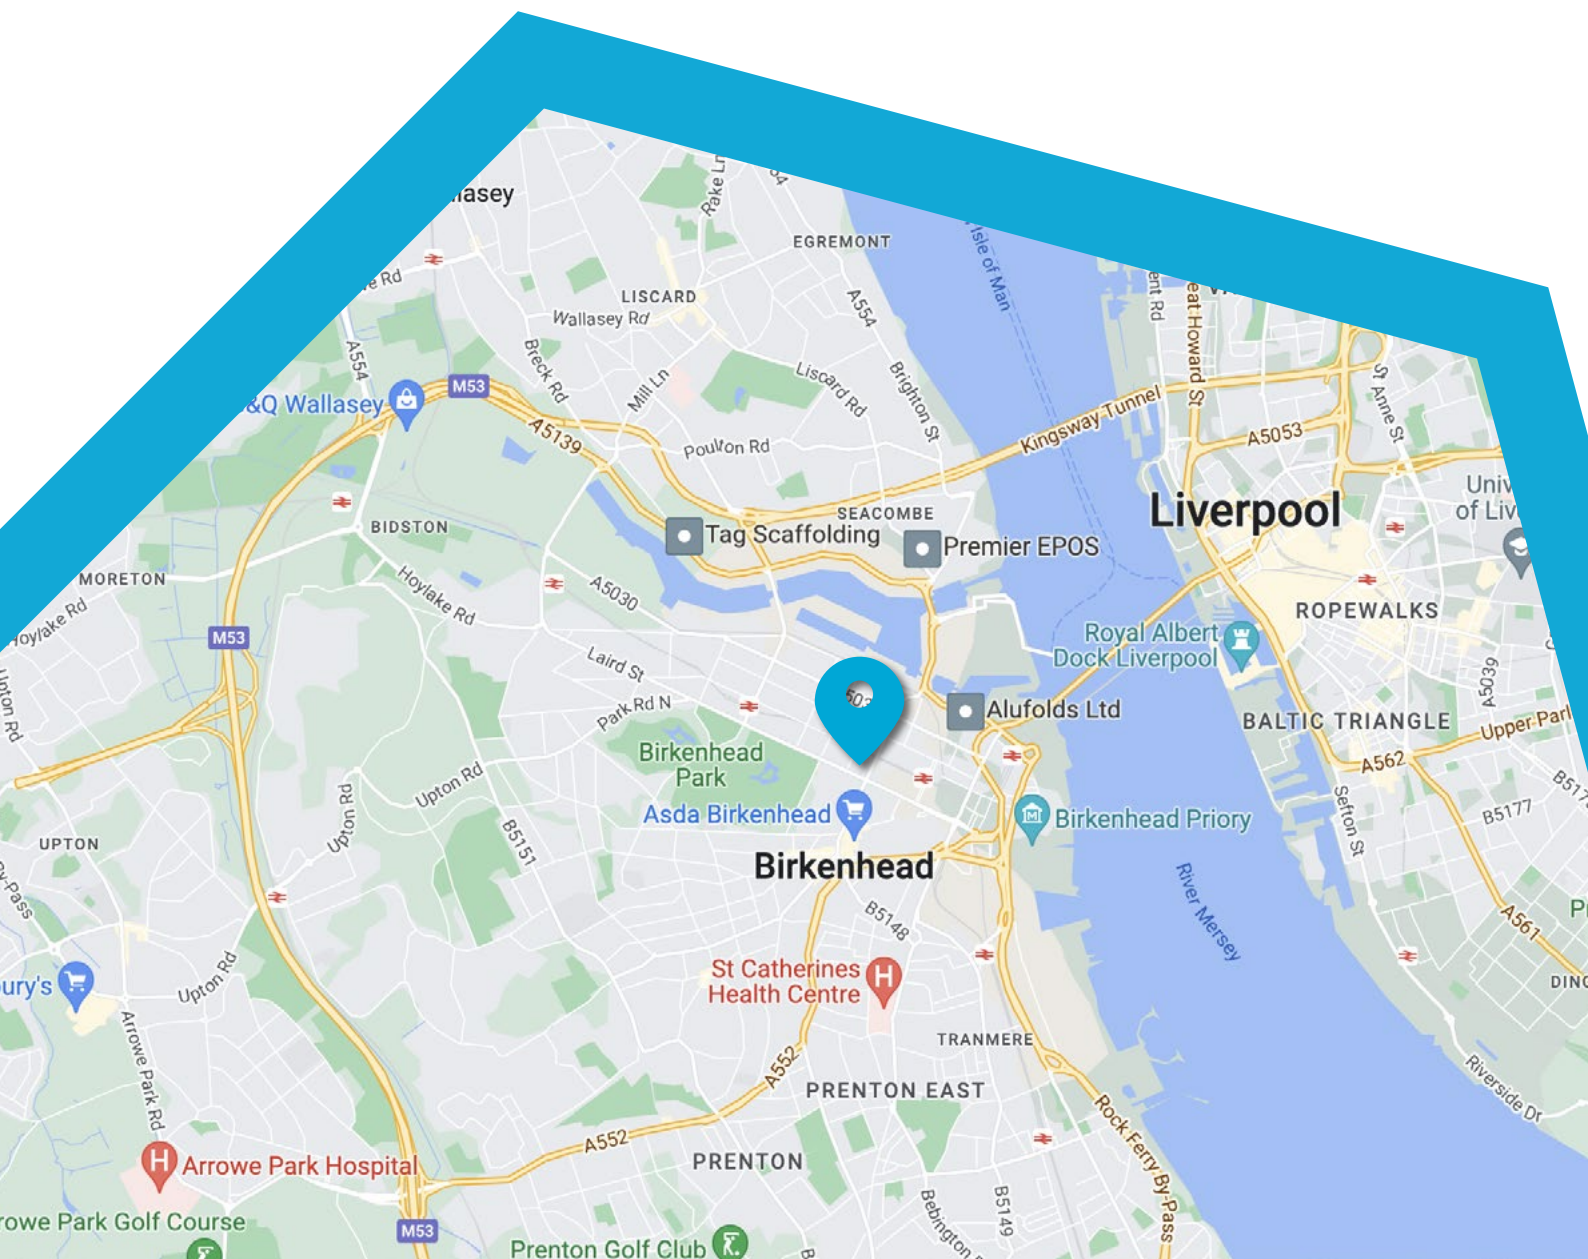 Rake Ln
EGREMONT
Isle of Man
LISCARD
Wallasey Rd
A554
A554
Breck Rd
Mill Ln
Liscard Rd
Brighton St
M53
Wallasey
A5139
Poulton Rd
Kingsway Tunnel
A5053
St Anne St
Liverpool
SEACOMBE
BIDSTON
Tag Scaffolding
Premier EPOS
MORETON
Hoylake Rd
Hoylake Rd
A5030
ROPEWALKS
M53
Royal Albert
Dock Liverpool
Laird St
Park Rd N
Upton Rd
A5039
Alufolds Ltd
BALTIC TRIANGLE
Upper Parl
Birkenhead
Park
A562
Upton Rd
Upton Rd
Asda Birkenhead
Birkenhead Priory
Sefton St
B5177
B5151
UPTON
Birkenhead
River Mersey
B5148
A561
St Catherines
Health Centre
Upton Rd
Arrowe Park Rd
TRANMERE
A552
PRENTON EAST
Riverside Dr
Rock Ferry By-Pass
A552
PRENTON
Arrowe Park Hospital
B5149
Bebington
M53
Park Golf Course
Prenton Golf Club